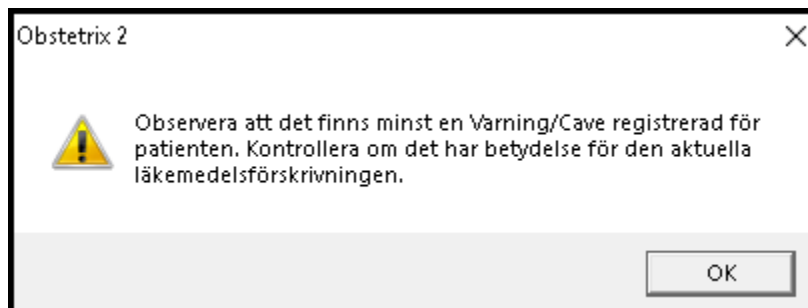 Obstetrix 2
Observera att det finns minst en Varning/Cave registrerad för
patienten. Kontrollera om det har betydelse för den aktuella
läkemedelsförskrivningen.
OK